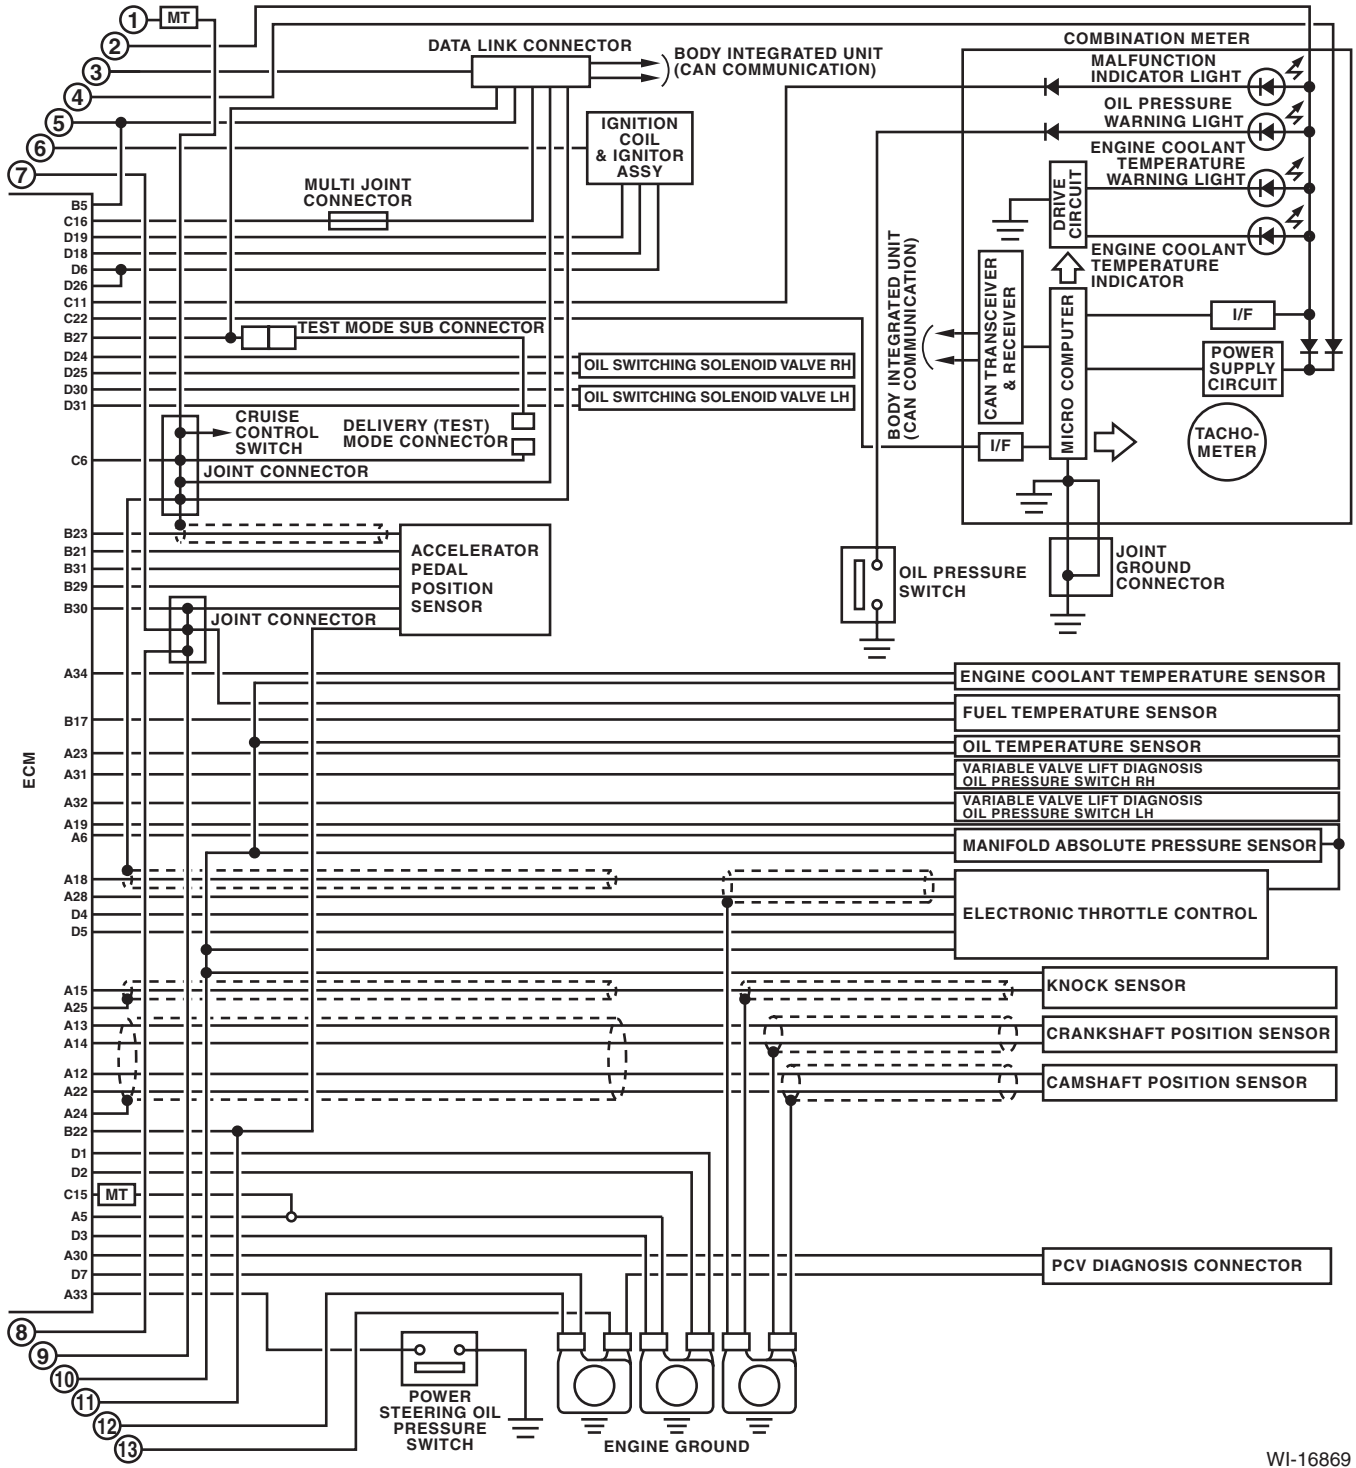 1
MT
2
3
4
5
6
7
DATA LINK CONNECTOR
BODY INTEGRATED UNIT
(CAN COMMUNICATION)
COMBINATION METER
MALFUNCTION
INDICATOR LIGHT
OIL PRESSURE
WARNING LIGHT
ENGINE COOLANT
TEMPERATURE
WARNING LIGHT
DRIVE
CIRCUIT
ENGINE COOLANT
TEMPERATURE
INDICATOR
IGNITION
COIL
& IGNITOR
ASSY
MULTI JOINT
CONNECTOR
BODY INTEGRATED UNIT
(CAN COMMUNICATION)
CAN TRANSCEIVER
& RECEIVER
MICRO COMPUTER
I/F
POWER
SUPPLY
CIRCUIT
I/F
TACHO-
METER
B5
C16
D19
D18
D6
D26
C11
C22
B27
TEST MODE SUB CONNECTOR
D24
OIL SWITCHING SOLENOID VALVE RH
D25
D30
OIL SWITCHING SOLENOID VALVE LH
D31
CRUISE
CONTROL
SWITCH
DELIVERY (TEST)
MODE CONNECTOR
C6
JOINT CONNECTOR
B23
B21
B31
B29
B30
ACCELERATOR
PEDAL
POSITION
SENSOR
JOINT CONNECTOR
OIL PRESSURE
SWITCH
JOINT
GROUND
CONNECTOR
ECM
A34
ENGINE COOLANT TEMPERATURE SENSOR
B17
FUEL TEMPERATURE SENSOR
A23
OIL TEMPERATURE SENSOR
A31
VARIABLE VALVE LIFT DIAGNOSIS
OIL PRESSURE SWITCH RH
A32
VARIABLE VALVE LIFT DIAGNOSIS
OIL PRESSURE SWITCH LH
A19
A6
MANIFOLD ABSOLUTE PRESSURE SENSOR
A18
A28
D4
ELECTRONIC THROTTLE CONTROL
D5
A15
KNOCK SENSOR
A25
A13
CRANKSHAFT POSITION SENSOR
A14
A12
CAMSHAFT POSITION SENSOR
A22
A24
B22
D1
D2
C15
MT
A5
D3
A30
PCV DIAGNOSIS CONNECTOR
D7
A33
8
9
10
11
12
13
POWER
STEERING OIL
PRESSURE
SWITCH
ENGINE GROUND
WI-16869